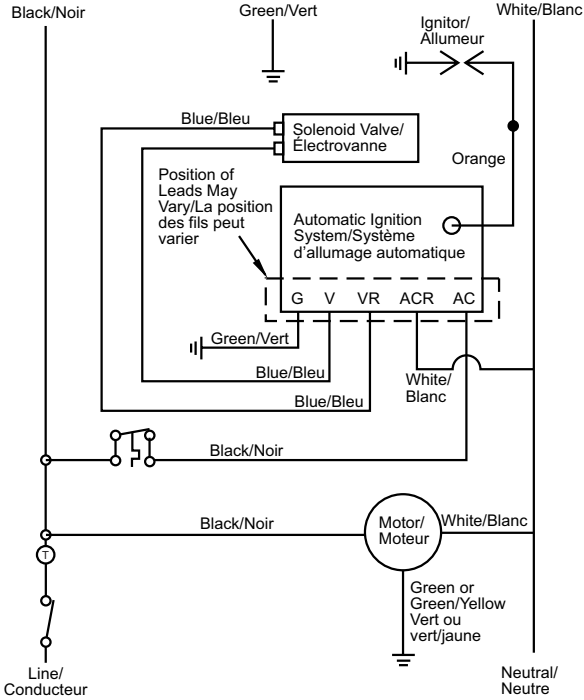 Black/Noir
Green/Vert
White/Blanc
Ignitor/
Allumeur
Blue/Bleu
Solenoid Valve/
Électrovanne
Orange
Position of
Leads May
Vary/La position
des fils peut
varier
Automatic Ignition
System/Système
d'allumage automatique
G V VR ACR AC
Green/Vert
Blue/Bleu
White/
Blanc
Blue/Bleu
Black/Noir
Black/Noir
Motor/
Moteur
White/Blanc
T
Green or
Green/Yellow
Vert ou
vert/jaune
Line/
Conducteur
Neutral/
Neutre